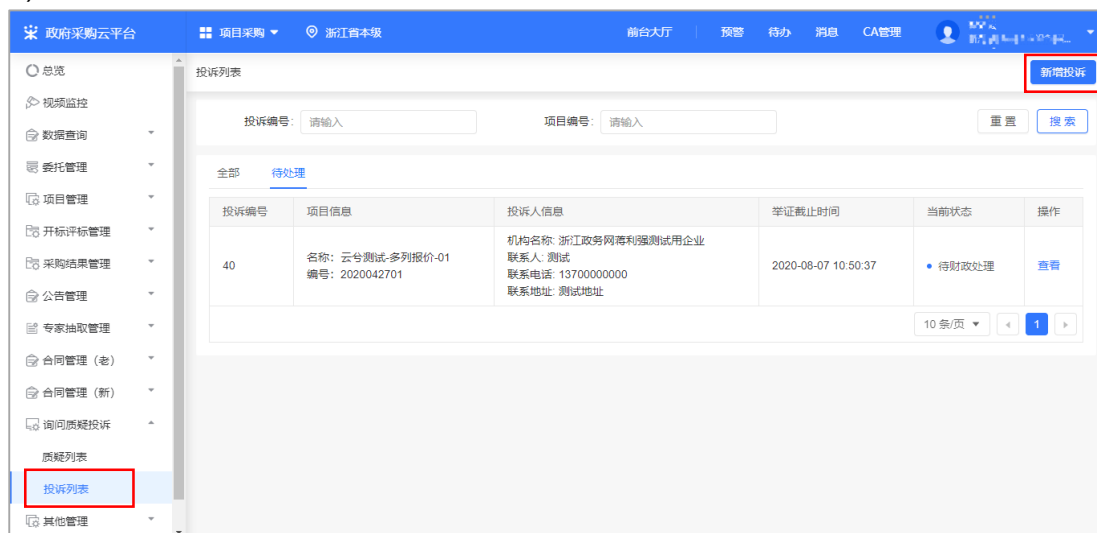 政府采购云平台 项目采购 浙江省本级 前台大厅 预警 待办 消息 CA管理
总览
视频监控
数据查询
委托管理
项目管理
开标评标管理
采购结果管理
公告管理
专家抽取管理
合同管理（老）
合同管理（新）
询问质疑投诉
质疑列表
投诉列表
其他管理
投诉列表 新增投诉
投诉编号: 请输入 项目编号: 请输入 重置 搜索
全部 待处理
投诉编号 项目信息 投诉人信息 举证截止时间 当前状态 操作
机构名称: 浙江政务网落利强测试用企业
40 名称：云兮测试-多列报价-01 联系人: 测试 2020-08-07 10:50:37 待财政处理 查看
编号：2020042701 联系电话: 13700000000
联系地址: 测试地址
10 条/页 1